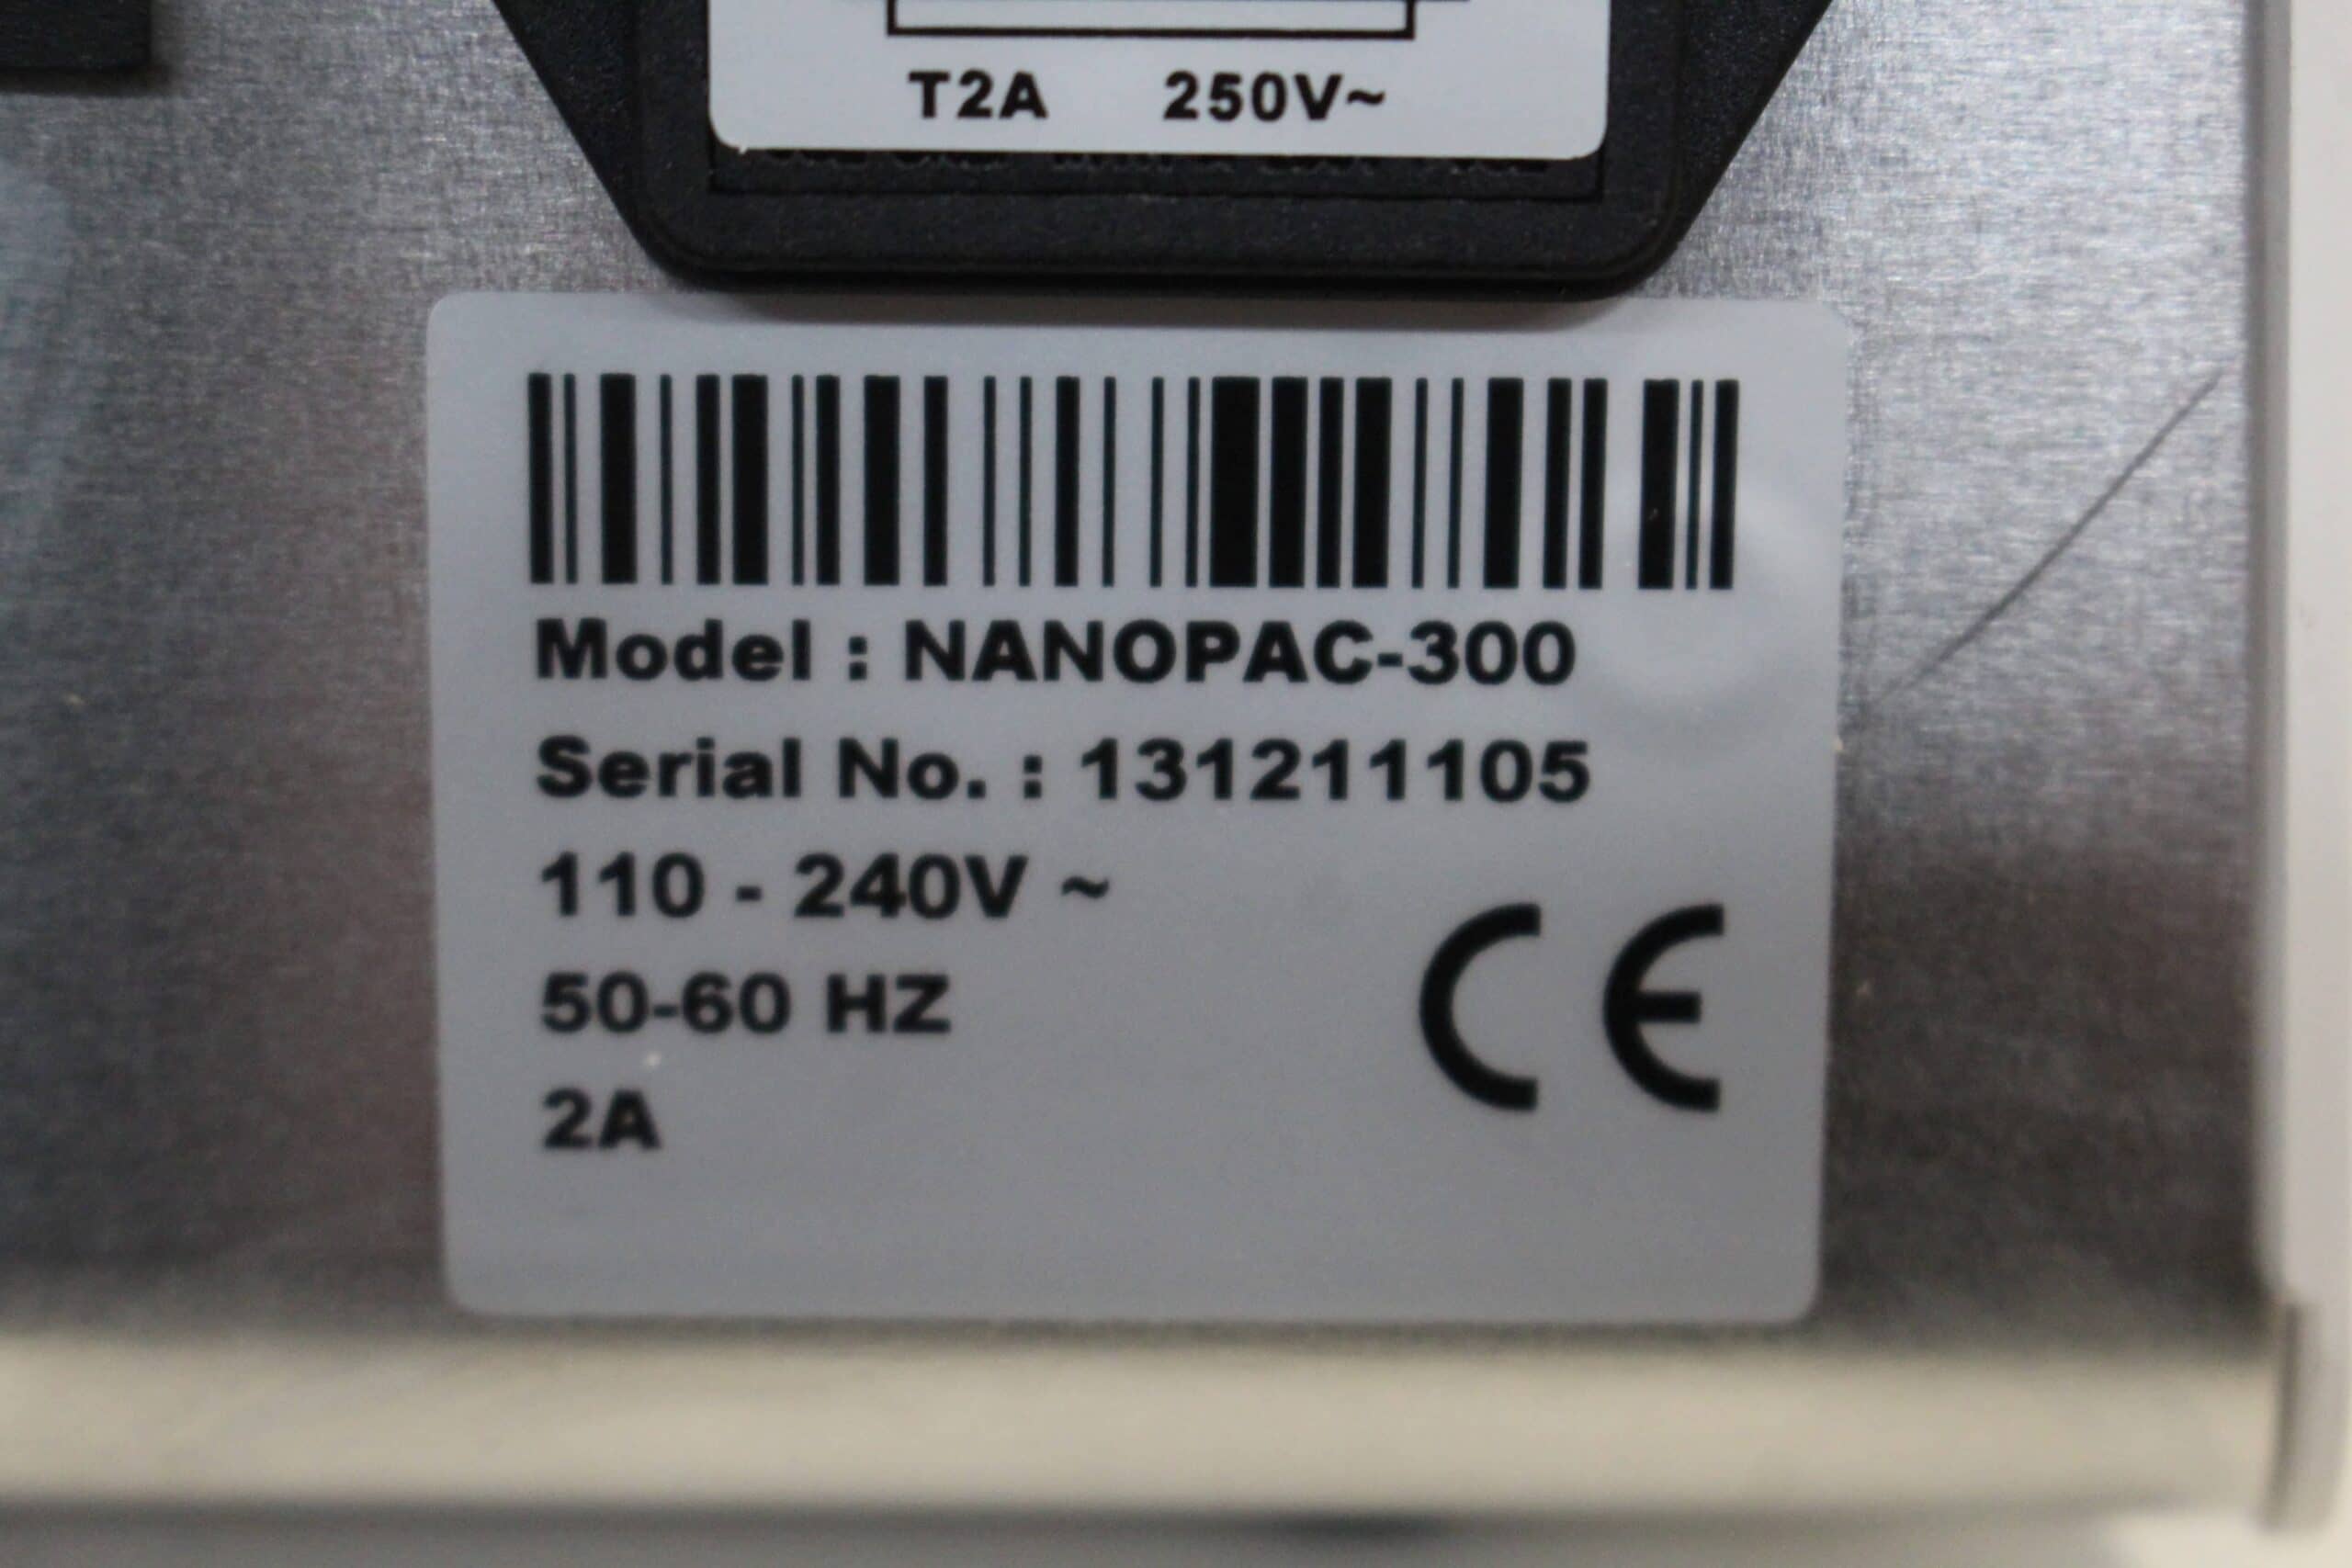 T2A 250V~
Model : NANOPAC-300
Serial No. : 131211105
110 - 240V ~
50-60 HZ
2A
CE